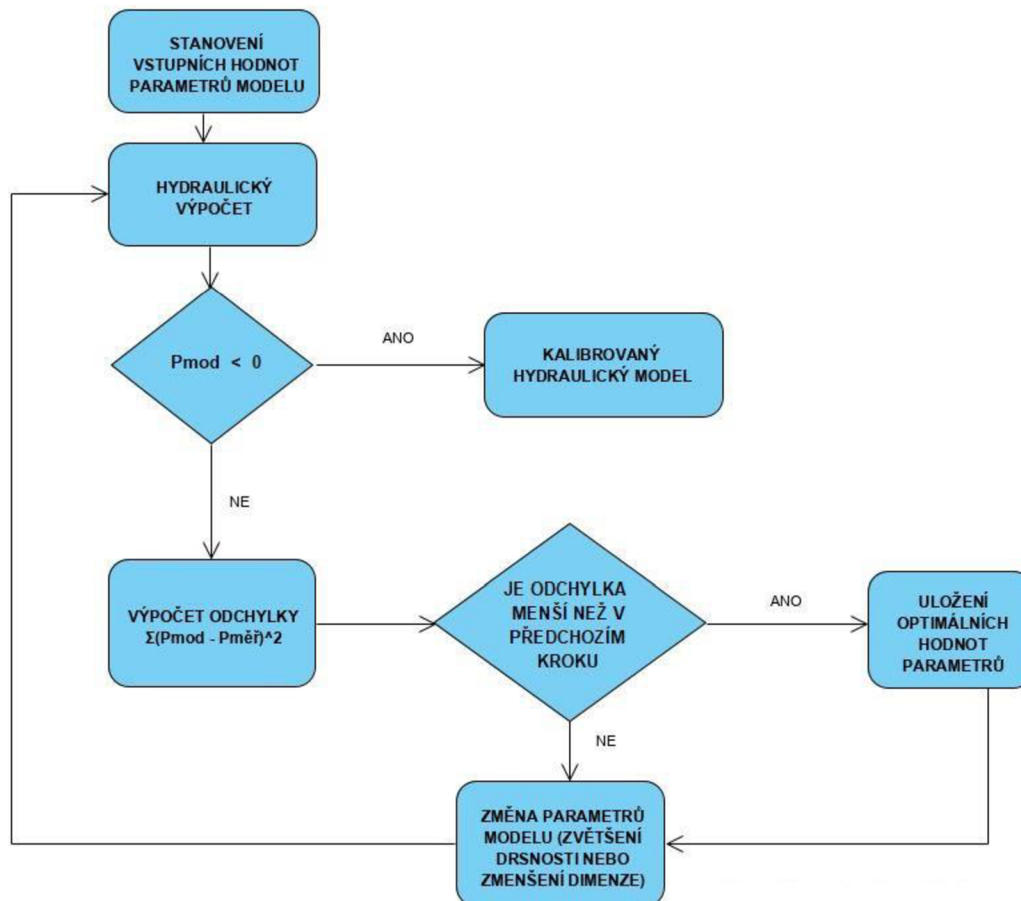 STANOVENÍ
VSTUPNÍCH HODNOT
PARAMETRŮ MODELU
HYDRAULICKÝ
VÝPOČET
Pmod < 0
ANO
KALIBROVANÝ
HYDRAULICKÝ MODEL
NE
VÝPOČET ODCHYLKY
Σ(Pmod - Pměř)^2
JE ODCHYLKA
MENŠÍ NEŽ V
PŘEDCHOZÍM
KROKU
ANO
ULOŽENÍ
OPTIMÁLNÍCH
HODNOT
PARAMETRŮ
NE
ZMĚNA PARAMETRŮ
MODELU (ZVĚTŠENÍ
DRSNOSTI NEBO
ZMENŠENÍ DIMENZE)